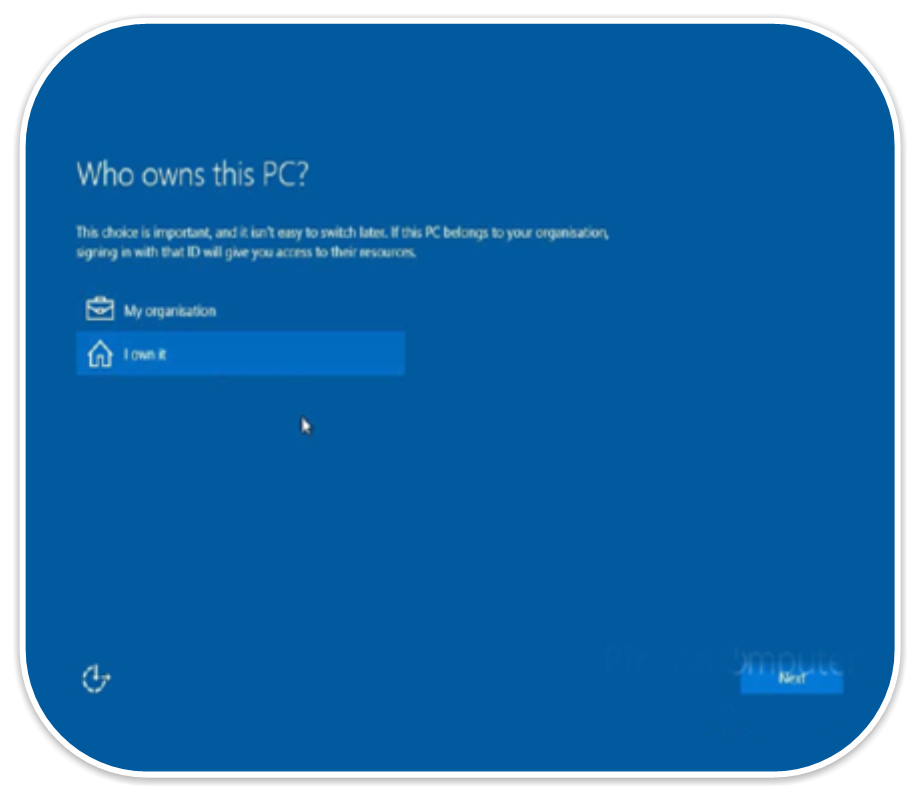 Who owns this PC?
This choice is important, and it isn't easy to switch later. If this PC belongs to your organisation,
signing in with that ID will give you access to their resources.
My organisation
I own it
omputer
Next